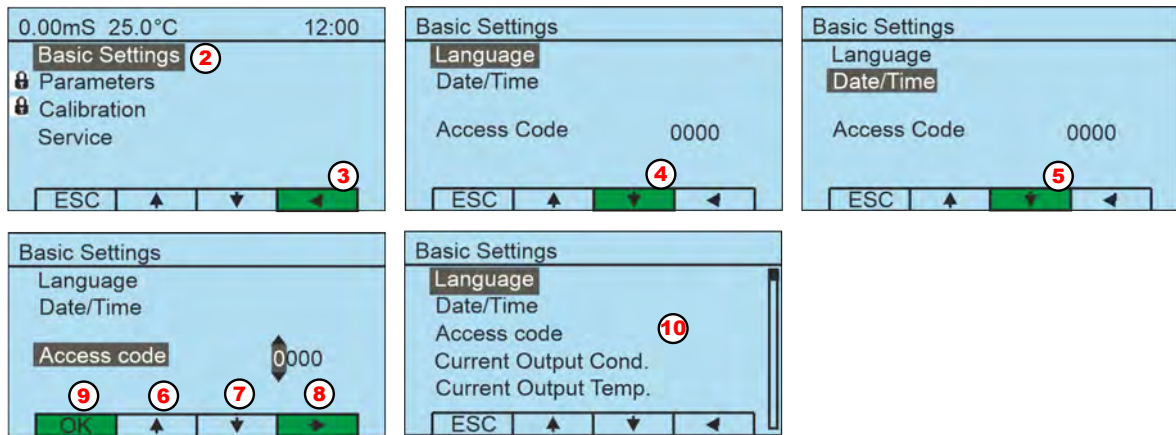 0.00mS 25.0°C 12:00
Basic Settings 2
Parameters
Calibration
Service
3
ESC
Basic Settings
Language
Date/Time
Access Code 0000
4
ESC
Basic Settings
Language
Date/Time
Access Code 0000
5
ESC
Basic Settings
Language
Date/Time
Access code 0000
9 6 7 8
OK
Basic Settings
Language
Date/Time
Access code
10
Current Output Cond.
Current Output Temp.
ESC